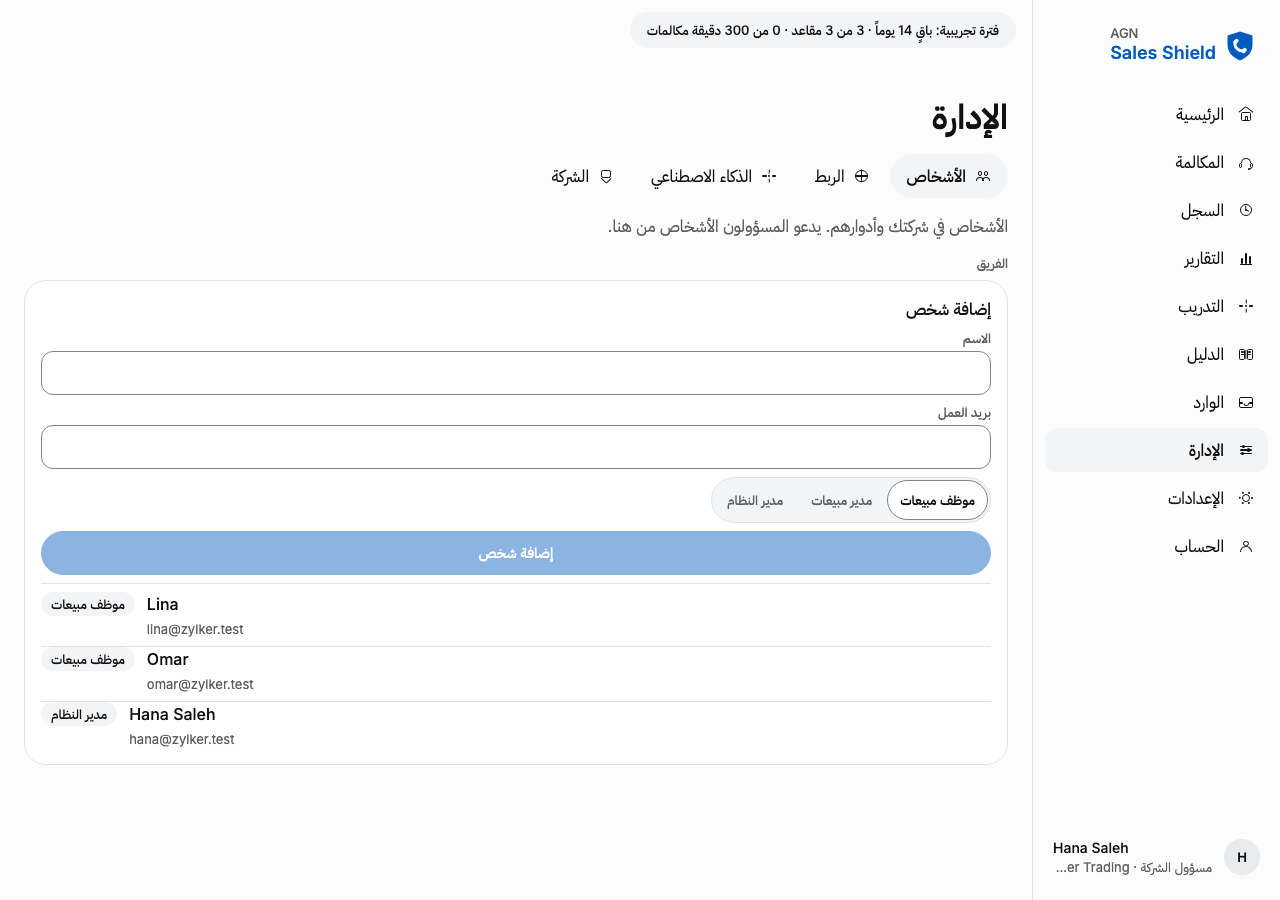 فترة تجريبية: باقٍ 14 يوماً · 3 من 3 مقاعد · 0 من 300 دقيقة مكالمات
AGN
Sales Shield
الرئيسية
المكالمة
السجل
التقارير
التدريب
الدليل
الوارد
الإدارة
الإعدادات
الحساب
H
Hana Saleh
مسؤول الشركة · er Trading...
الإدارة
الأشخاص
الربط
الذكاء الاصطناعي
الشركة
الأشخاص في شركتك وأدوارهم. يدعو المسؤولون الأشخاص من هنا.
الفريق
إضافة شخص
الاسم
بريد العمل
موظف مبيعات
مدير مبيعات
مدير النظام
إضافة شخص
Lina
موظف مبيعات
lina@zylker.test
Omar
موظف مبيعات
omar@zylker.test
Hana Saleh
مدير النظام
hana@zylker.test